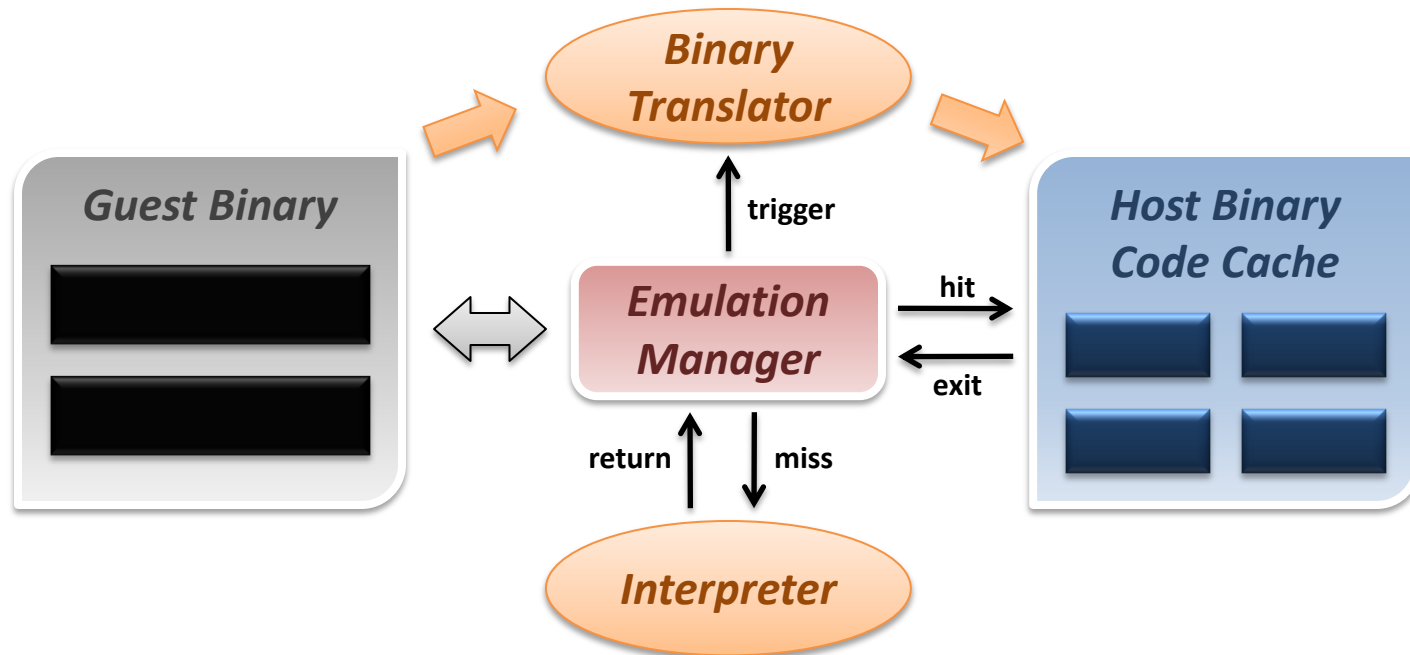 Binary
Translator
Guest Binary
trigger
Host Binary
Code Cache
Emulation
Manager
hit
exit
return
miss
Interpreter